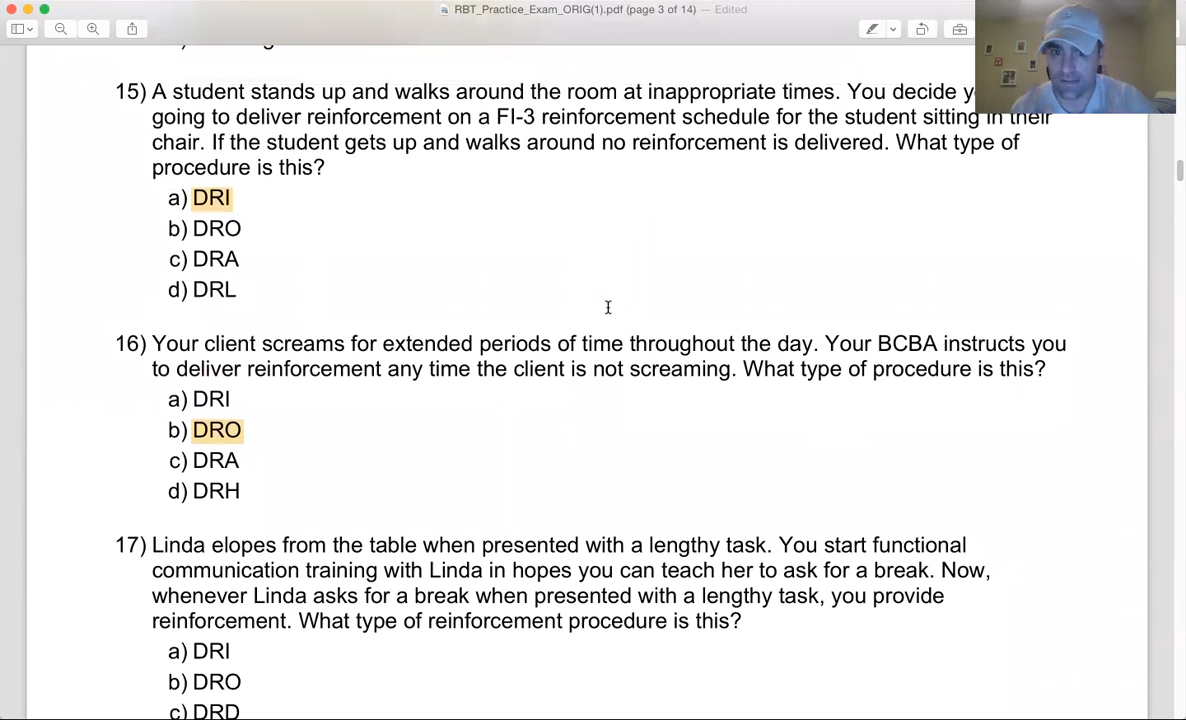 RBT_Practice_Exam_ORIG(1).pdf (page 3 of 14) — Edited
15) A student stands up and walks around the room at inappropriate times. You decide
going to deliver reinforcement on a FI-3 reinforcement schedule for the student sitting in their
chair. If the student gets up and walks around no reinforcement is delivered. What type of
procedure is this?
a) DRI
b) DRO
c) DRA
d) DRL
16) Your client screams for extended periods of time throughout the day. Your BCBA instructs you
to deliver reinforcement any time the client is not screaming. What type of procedure is this?
a) DRI
b) DRO
c) DRA
d) DRH
17) Linda elopes from the table when presented with a lengthy task. You start functional
communication training with Linda in hopes you can teach her to ask for a break. Now,
whenever Linda asks for a break when presented with a lengthy task, you provide
reinforcement. What type of reinforcement procedure is this?
a) DRI
b) DRO
c) DRD